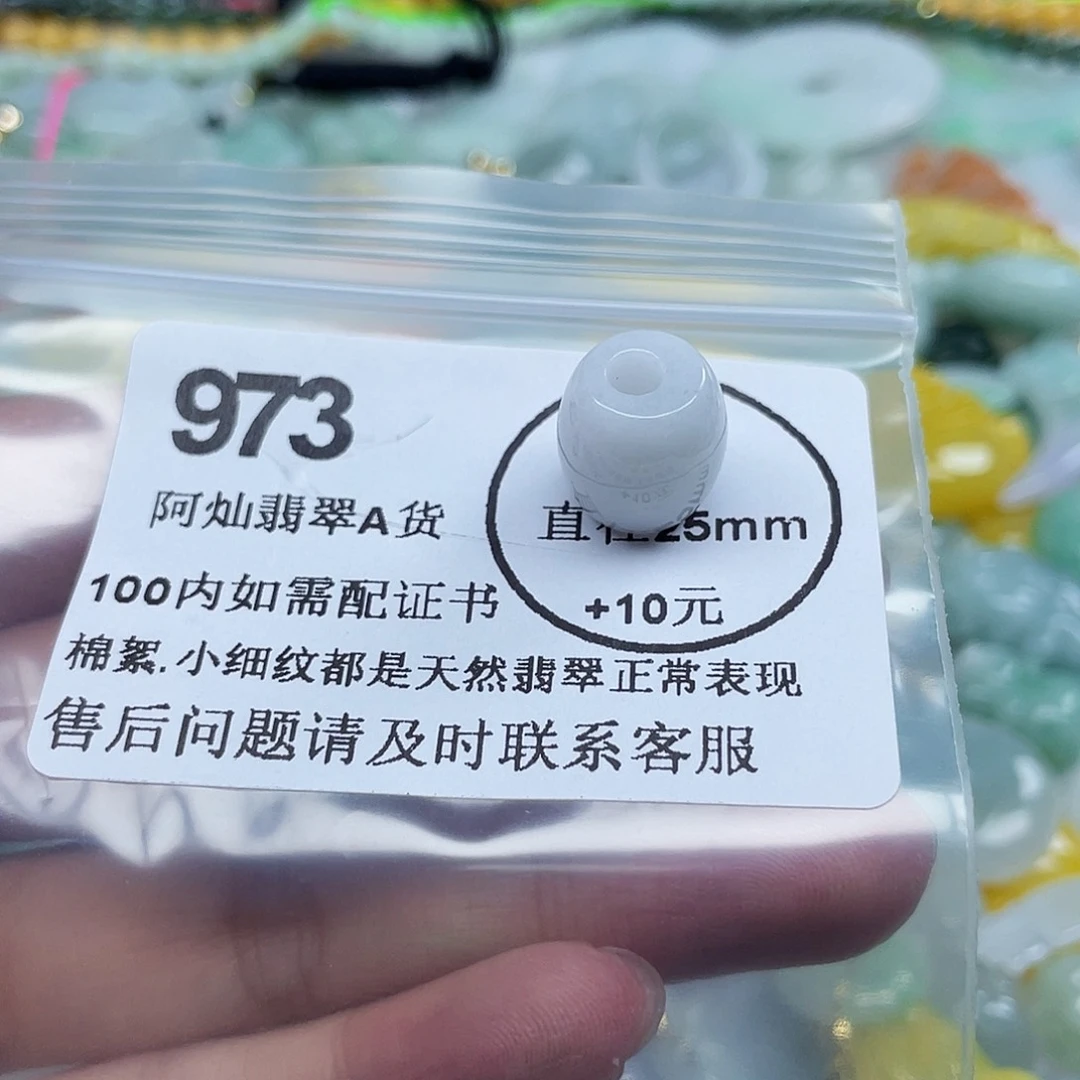 973
阿灿翡翠A货
直径25mm
100内如需配证书
+10元
棉絮.小细纹都是天然翡翠正常表现
售后问题请及时联系客服